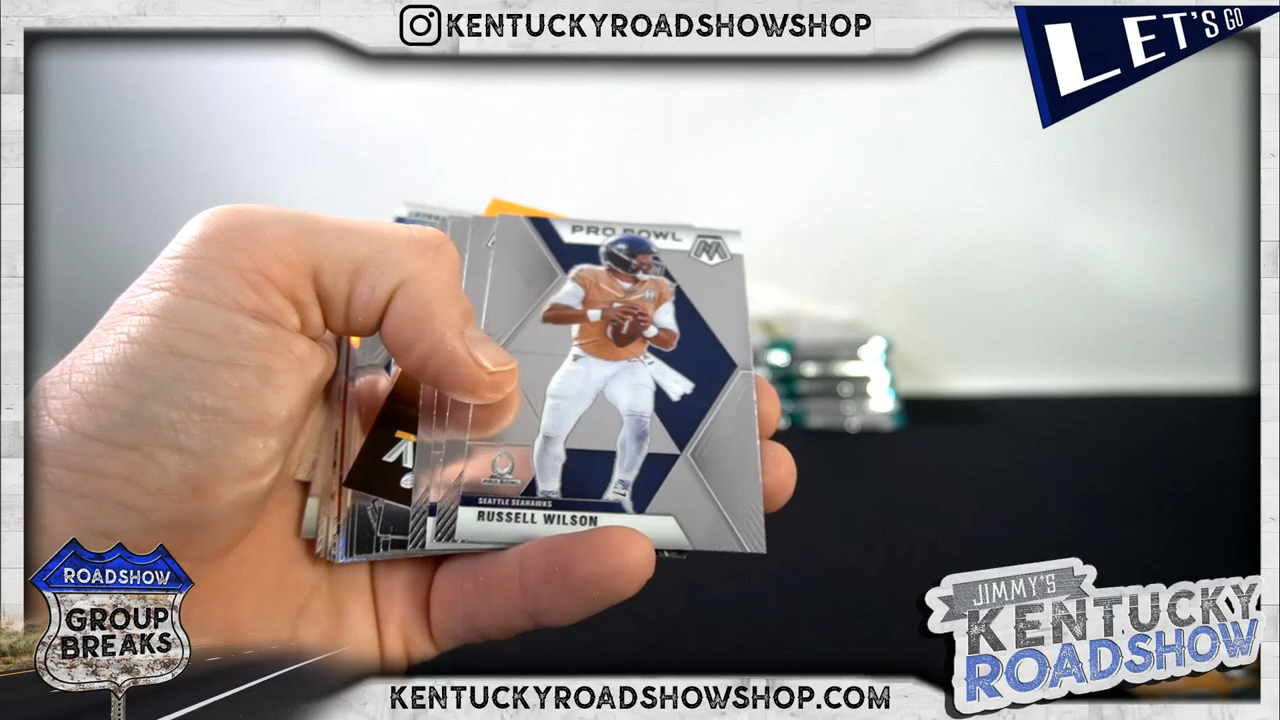 KENTUCKYROADSHOWSHOP
LET'S GO
PRO BOWL
SEATTLE SEAHAWKS
RUSSELL WILSON
ROADSHOW
GROUP
BREAKS
JIMMY'S
KENTUCKY
ROADSHOW
KENTUCKYROADSHOWSHOP.COM